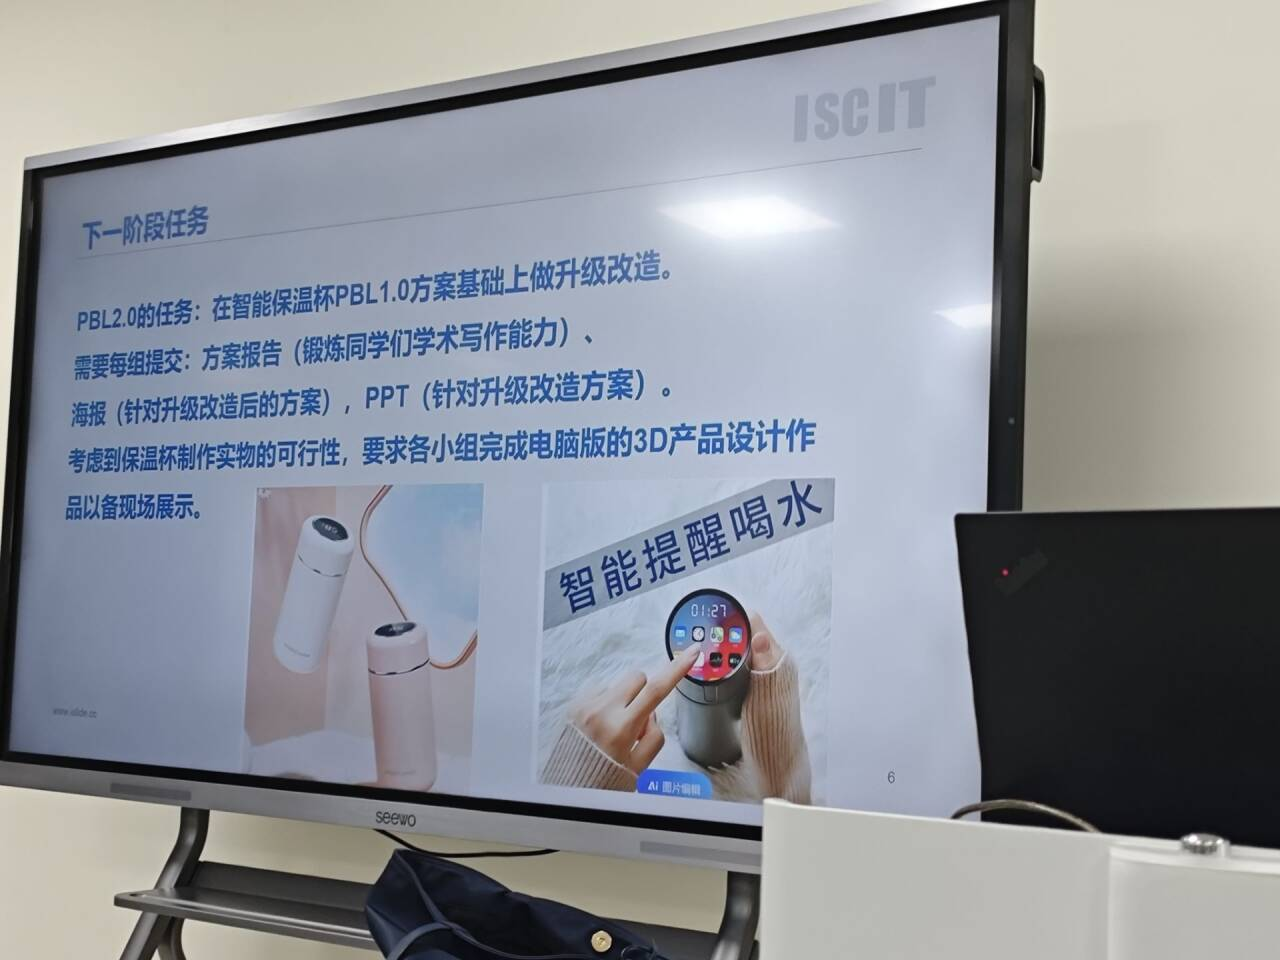 ISCIT
下一阶段任务
PBL2.0的任务：在智能保温杯PBL1.0方案基础上做升级改造。
需要每组提交：方案报告（锻炼同学们学术写作能力）、
海报（针对升级改造后的方案），PPT（针对升级改造方案）。
考虑到保温杯制作实物的可行性，要求各小组完成电脑版的3D产品设计作
品以备现场展示。
智能提醒喝水
01:27
Ai 图片编辑
www.islide.cc
6
seewo